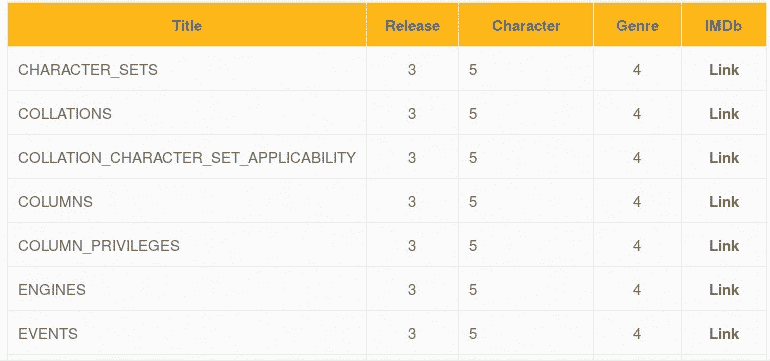 Title Release Character Genre IMDb
CHARACTER_SETS 3 5 4 Link
COLLATIONS 3 5 4 Link
COLLATION_CHARACTER_SET_APPLICABILITY 3 5 4 Link
COLUMNS 3 5 4 Link
COLUMN_PRIVILEGES 3 5 4 Link
ENGINES 3 5 4 Link
EVENTS 3 5 4 Link